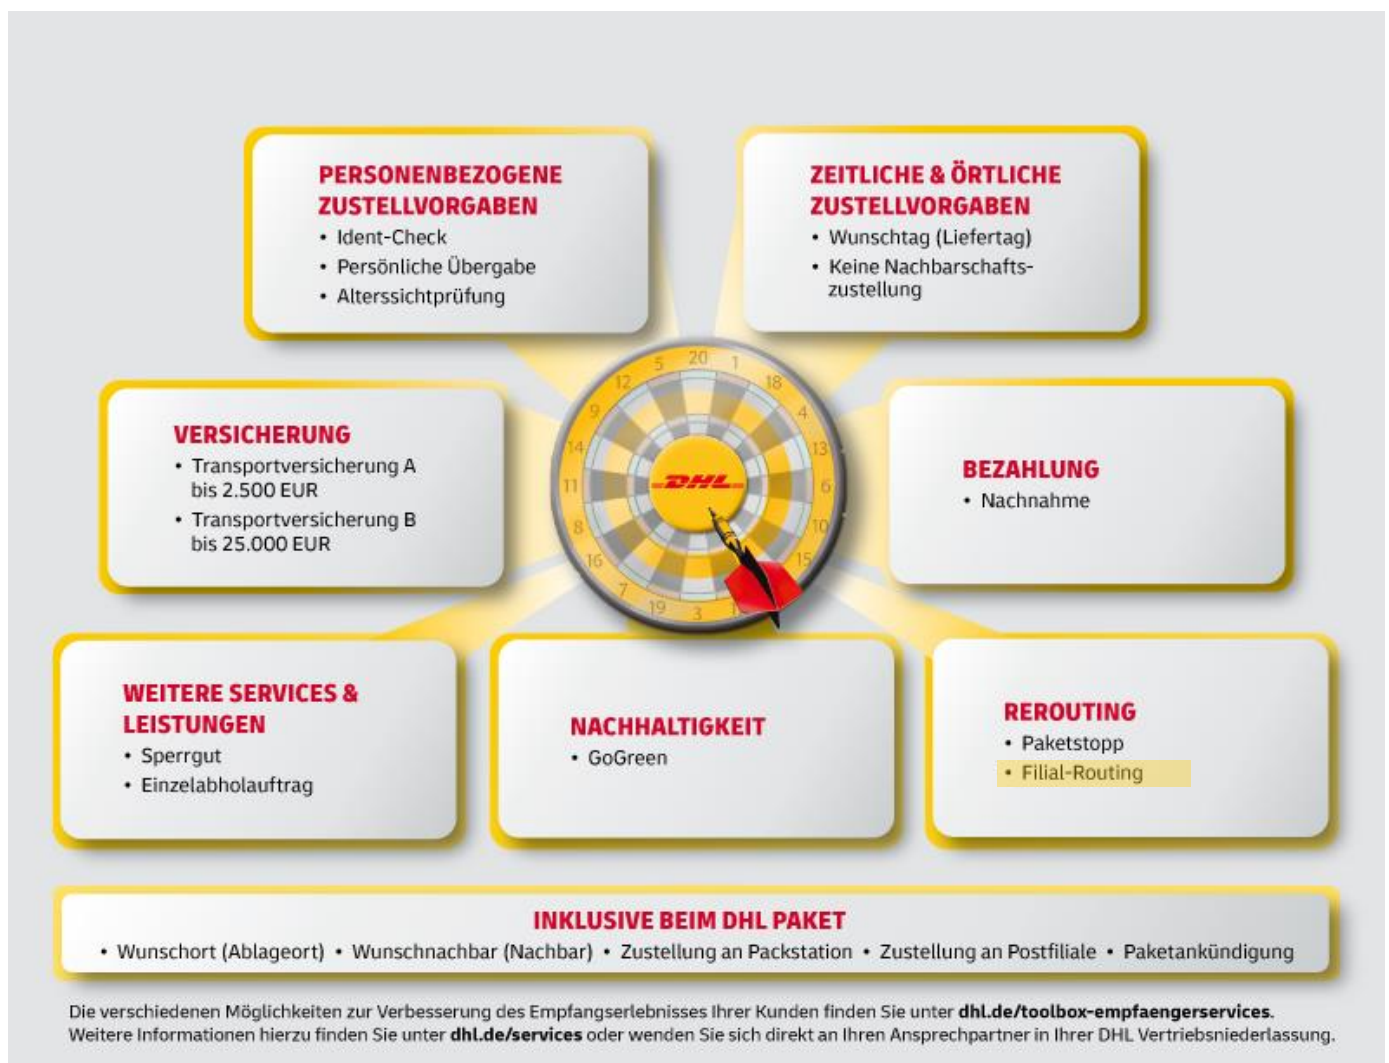 PERSONENBEZOGENE
ZUSTELLVORGABEN
• Ident-Check
• Persönliche Übergabe
• Alterssichtprüfung
ZEITLICHE & ÖRTLICHE
ZUSTELLVORGABEN
• Wunschtag (Liefertag)
• Keine Nachbarschafts-
zustellung
VERSICHERUNG
• Transportversicherung A
bis 2.500 EUR
• Transportversicherung B
bis 25.000 EUR
20 1 18 4 13 6 10 15 3 19 7 16 8 11 14 9 12 5
DHL
BEZAHLUNG
• Nachnahme
WEITERE SERVICES &
LEISTUNGEN
• Sperrgut
• Einzelabholauftrag
NACHHALTIGKEIT
• GoGreen
REROUTING
• Paketstopp
• Filial-Routing
INKLUSIVE BEIM DHL PAKET
• Wunschort (Ablageort) • Wunschnachbar (Nachbar) • Zustellung an Packstation • Zustellung an Postfiliale • Paketankündigung
Die verschiedenen Möglichkeiten zur Verbesserung des Empfangserlebnisses Ihrer Kunden finden Sie unter dhl.de/toolbox-empfaengerservices.
Weitere Informationen hierzu finden Sie unter dhl.de/services oder wenden Sie sich direkt an Ihren Ansprechpartner in Ihrer DHL Vertriebsniederlassung.